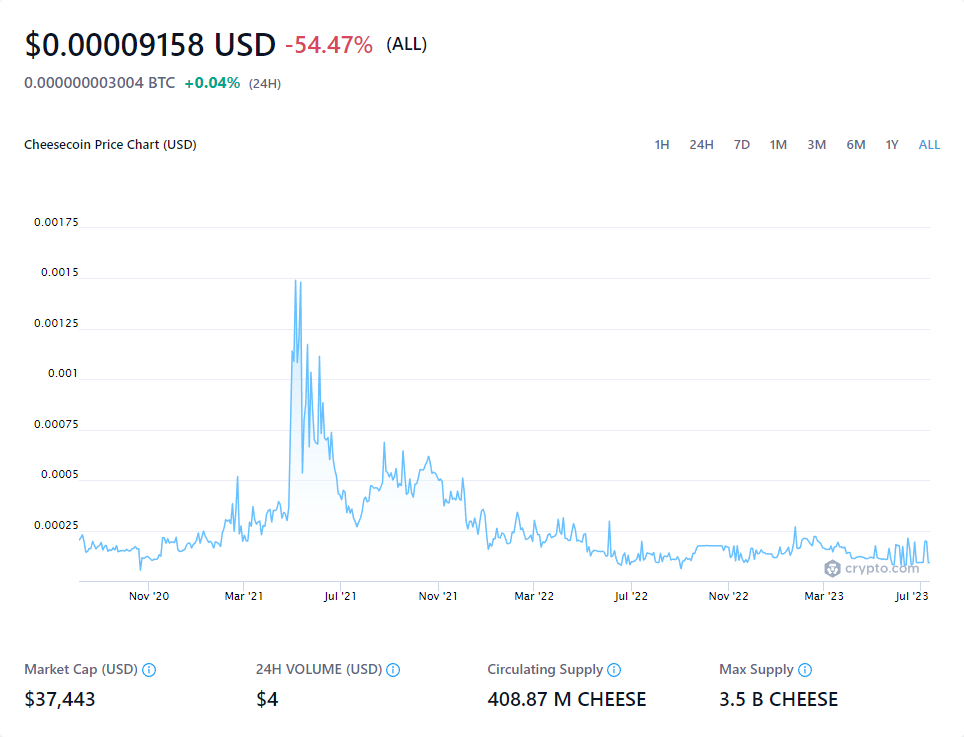 $0.00009158 USD -54.47% (ALL)
0.000000003004 BTC +0.04% (24H)
Cheesecoin Price Chart (USD) 1H 24H 7D 1M 3M 6M 1Y ALL
0.00175
0.0015
0.00125
0.001
0.00075
0.0005
0.00025
crypto.com
Nov '20 Mar '21 Jul '21 Nov '21 Mar '22 Jul '22 Nov '22 Mar '23 Jul '23
Market Cap (USD) 24H VOLUME (USD) Circulating Supply Max Supply
$37,443 $4 408.87 M CHEESE 3.5 B CHEESE